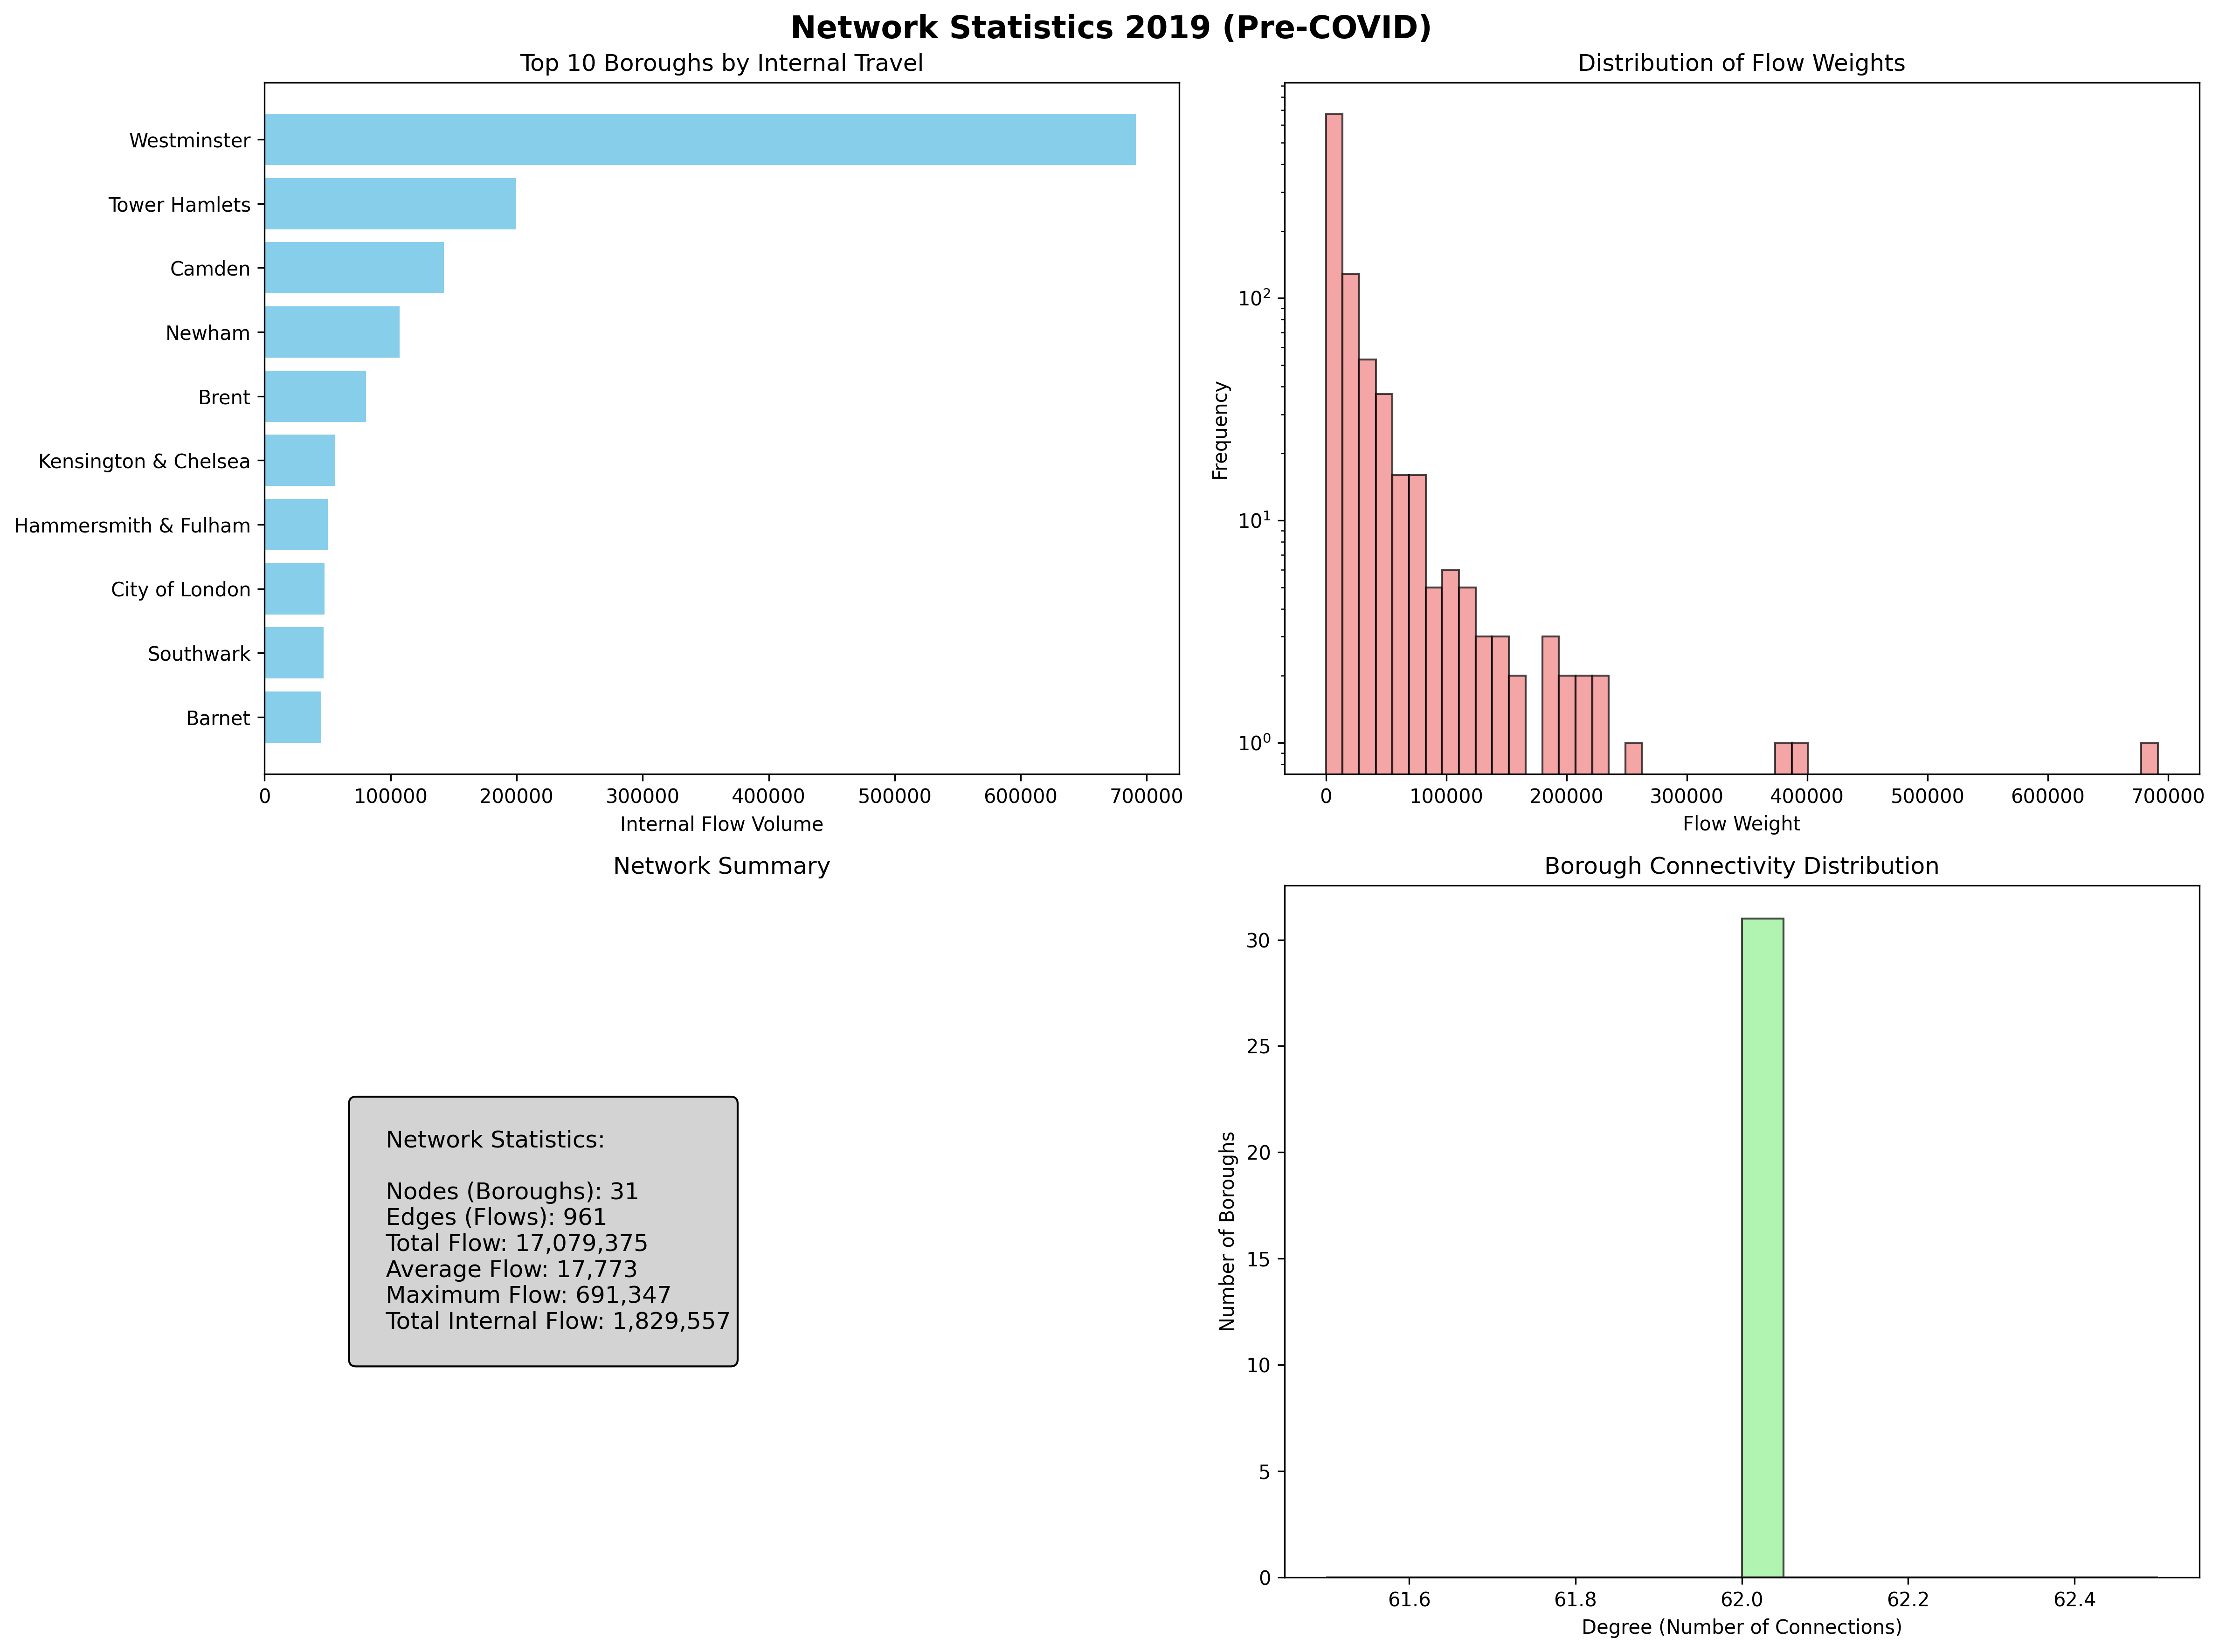 Network Statistics 2019 (Pre-COVID)
Top 10 Boroughs by Internal Travel
Westminster
Tower Hamlets
Camden
Newham
Brent
Kensington & Chelsea
Hammersmith & Fulham
City of London
Southwark
Barnet
0 100000 200000 300000 400000 500000 600000 700000
Internal Flow Volume
Distribution of Flow Weights
Frequency
10²
10¹
10⁰
0 100000 200000 300000 400000 500000 600000 700000
Flow Weight
Network Summary
Network Statistics:
Nodes (Boroughs): 31
Edges (Flows): 961
Total Flow: 17,079,375
Average Flow: 17,773
Maximum Flow: 691,347
Total Internal Flow: 1,829,557
Borough Connectivity Distribution
Number of Boroughs
30
25
20
15
10
5
0
61.6 61.8 62.0 62.2 62.4
Degree (Number of Connections)